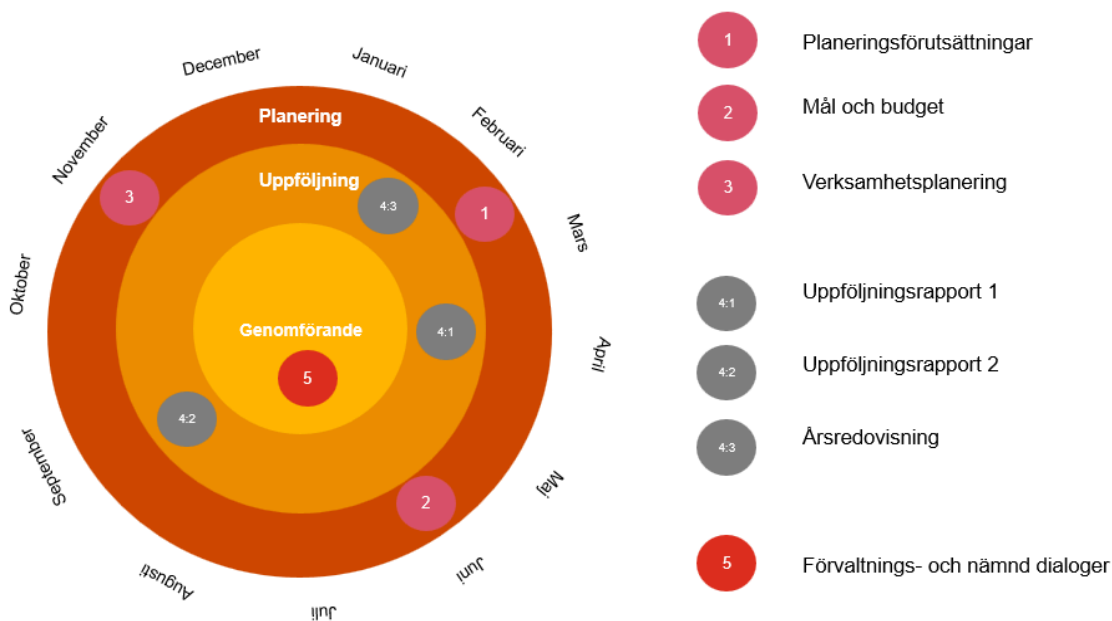 Januari
Februari
Mars
April
Maj
Juni
Juli
Augusti
September
Oktober
November
December
Planering
Uppföljning
Genomförande
3
4:3
1
4:1
5
4:2
2
1 Planeringsförutsättningar
2 Mål och budget
3 Verksamhetsplanering
4:1 Uppföljningsrapport 1
4:2 Uppföljningsrapport 2
4:3 Årsredovisning
5 Förvaltnings- och nämnd dialoger